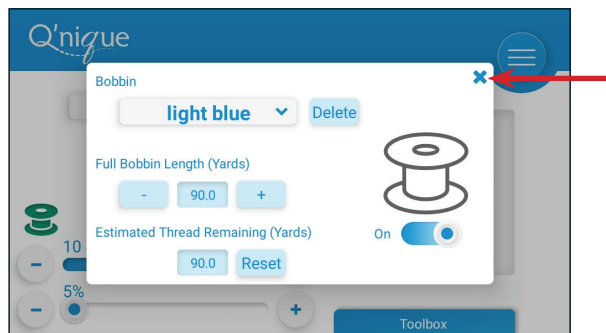 Q'nique
Bobbin
light blue
Delete
Full Bobbin Length (Yards)
- 90.0 +
Estimated Thread Remaining (Yards)
On
90.0 Reset
10
-
5%
- +
Toolbox